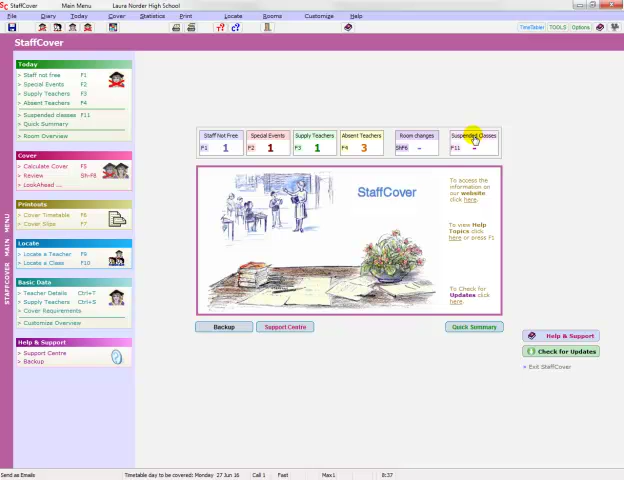 StaffCover Main Menu Laura Norder High School
File Diary Today Cover Statistics Print Locate Rooms Customize Help
TimeTabler TOOLS Options
StaffCover
Today
> Staff not free F1
> Special Events F2
> Supply Teachers F3
> Absent Teachers F4
> Suspended classes F11
> Quick Summary
> Room Overview
Cover
> Calculate Cover F5
> Review Sh-F8
> LookAhead ...
Printouts
> Cover Timetable F6
> Cover Slips F7
Locate
> Locate a Teacher F9
> Locate a Class F10
Basic Data
> Teacher Details Ctrl+T
> Supply Teachers Ctrl+S
> Cover Requirements
> Customize Overview
Help & Support
> Support Centre
> Backup
STAFFCOVER MAIN MENU
Staff Not Free
F1 1
Special Events
F2 1
Supply Teachers
F3 1
Absent Teachers
F4 3
Room changes
ShF6 -
Suspended Classes
F11 -
StaffCover
To access the
information on
our website
click here.
To view Help
Topics click
here or press F1
To Check for
Updates click
here.
Backup
Support Centre
Quick Summary
Help & Support
Check for Updates
Exit StaffCover
Send as Emails Timetable day to be covered: Monday 27 Jun 16 Call 1 Fast Max1 8:37